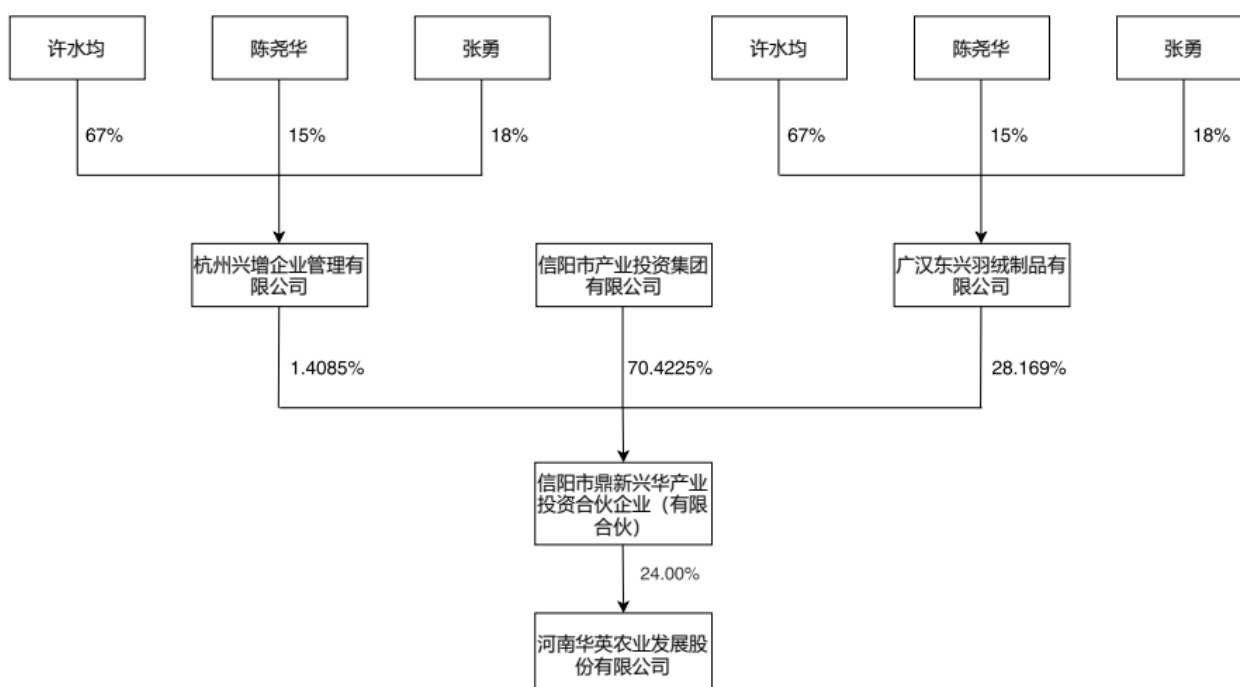 许水均
陈尧华
张勇
许水均
陈尧华
张勇
67%
15%
18%
67%
15%
18%
杭州兴增企业管理有
限公司
信阳市产业投资集团
有限公司
广汉东兴羽绒制品有
限公司
1.4085%
70.4225%
28.169%
信阳市鼎新兴华产业
投资合伙企业（有限
合伙）
24.00%
河南华英农业发展股
份有限公司